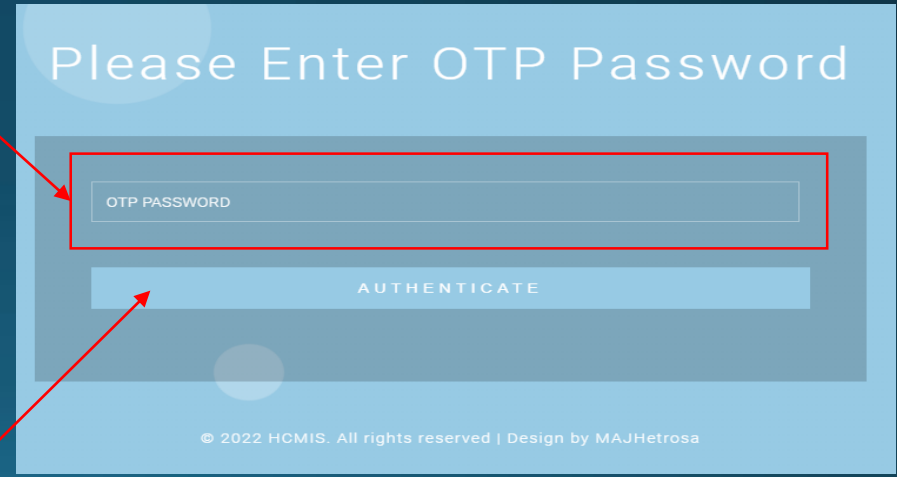 Please Enter OTP Password
OTP PASSWORD
AUTHENTICATE
© 2022 HCMIS. All rights reserved | Design by MAJHetrosa